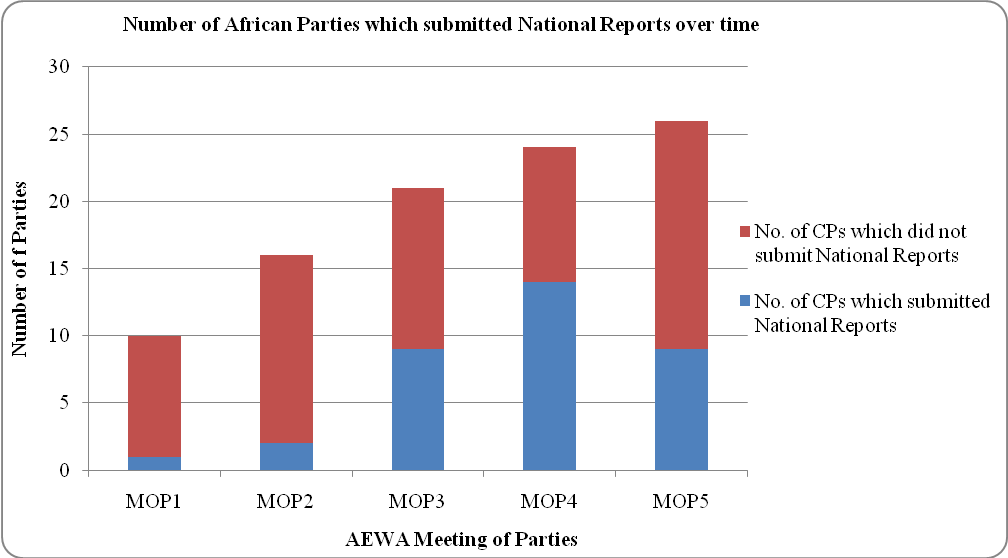 Number of African Parties which submitted National Reports over time
30
25
20
15
10
5
0
Number of f Parties
MOP1 MOP2 MOP3 MOP4 MOP5
AEWA Meeting of Parties
No. of CPs which did not
submit National Reports
No. of CPs which submitted
National Reports